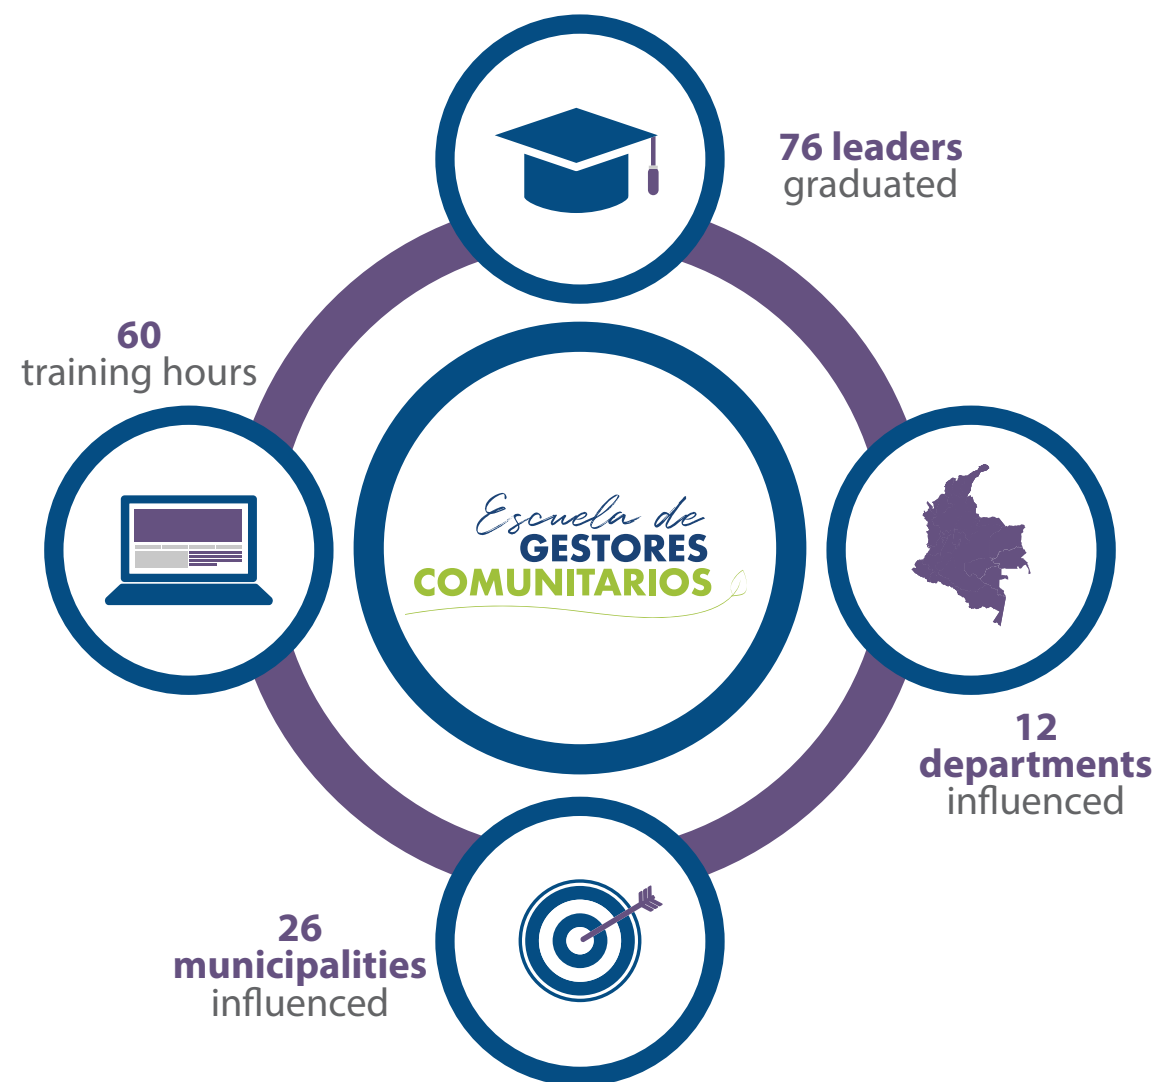 76 leaders
graduated
60
training hours
Escuela de
GESTORES
COMUNITARIOS
12
departments
influenced
26
municipalities
influenced